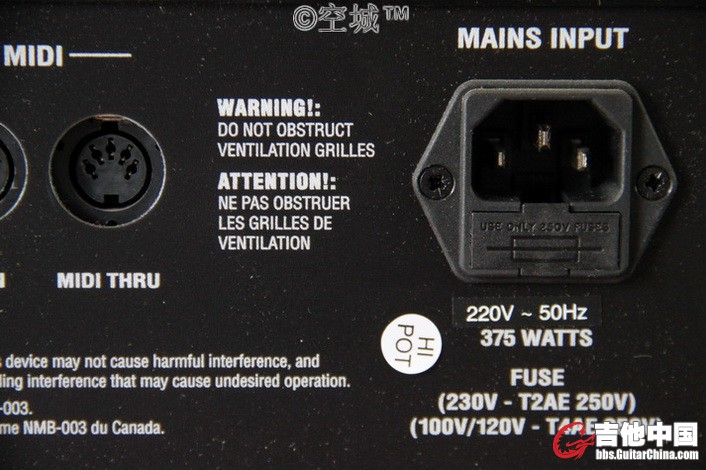 ©空城™
MIDI
MAINS INPUT
WARNING!:
DO NOT OBSTRUCT
VENTILATION GRILLES
ATTENTION!:
NE PAS OBSTRUER
LES GRILLES DE
VENTILATION
USE ONLY 250V FUSES
MIDI THRU
220V ~ 50Hz
375 WATTS
HI
POT
s device may not cause harmful interference, and
ling interference that may cause undesired operation.
-003.
me NMB-003 du Canada.
FUSE
(230V - T2AE 250V)
(100V/120V - T4AE 250V)
吉他中国
bbs.GuitarChina.com